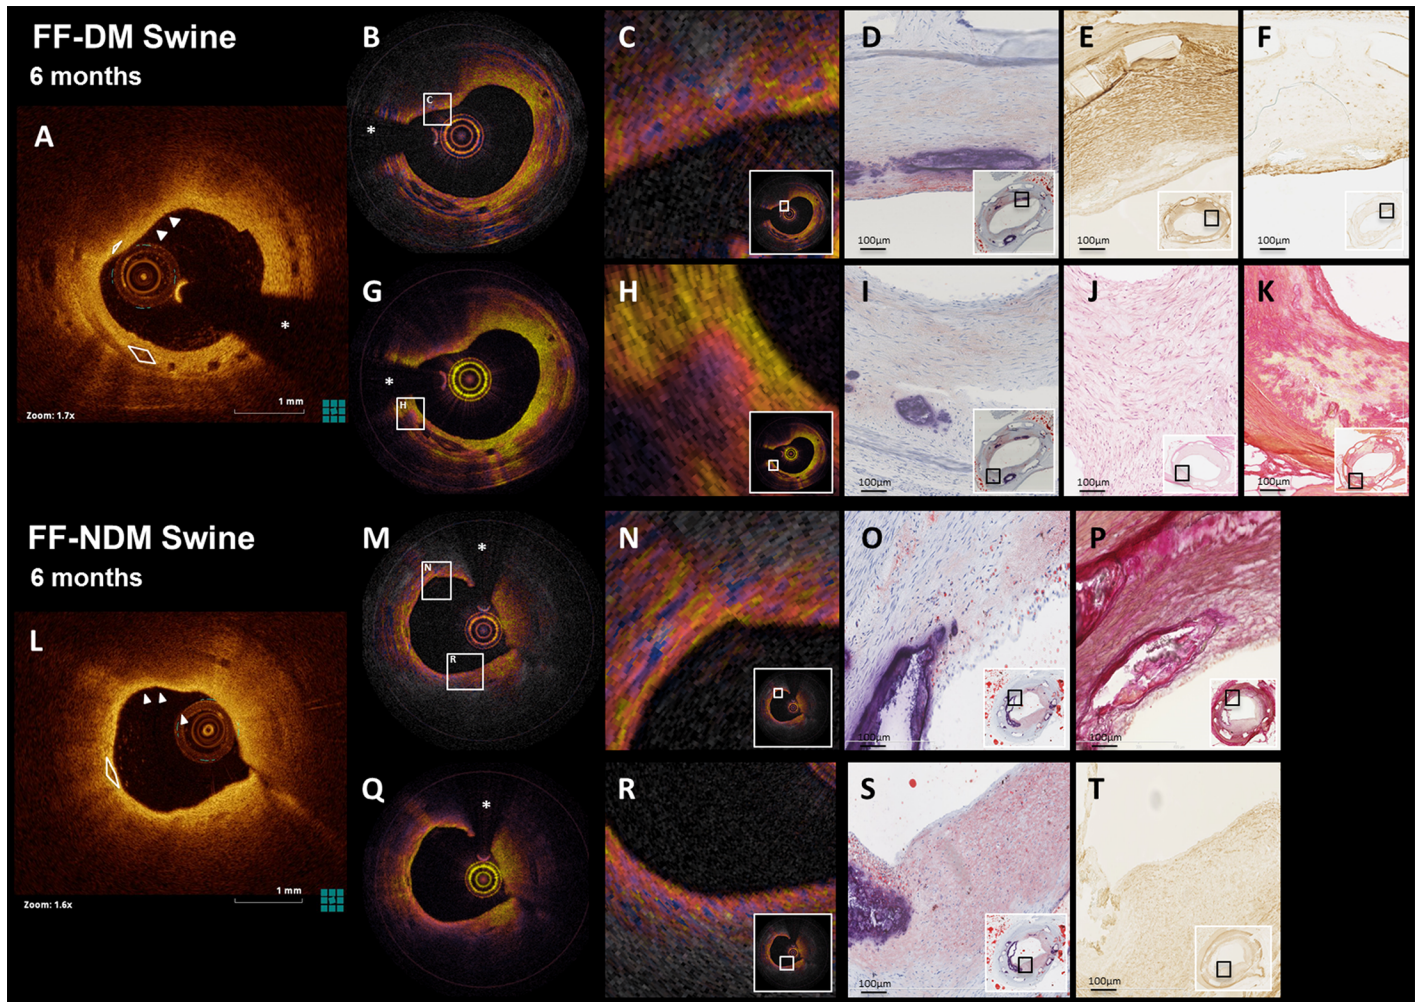 FF-DM Swine
6 months
A
*
Zoom: 1.7x
1 mm
B
C
*
C
D
100µm
E
100µm
F
100µm
G
*
H
H
I
100µm
J
100µm
K
100µm
FF-NDM Swine
6 months
L
Zoom: 1.6x
1 mm
M
N
*
R
N
O
100µm
P
100µm
Q
*
R
S
100µm
T
100µm